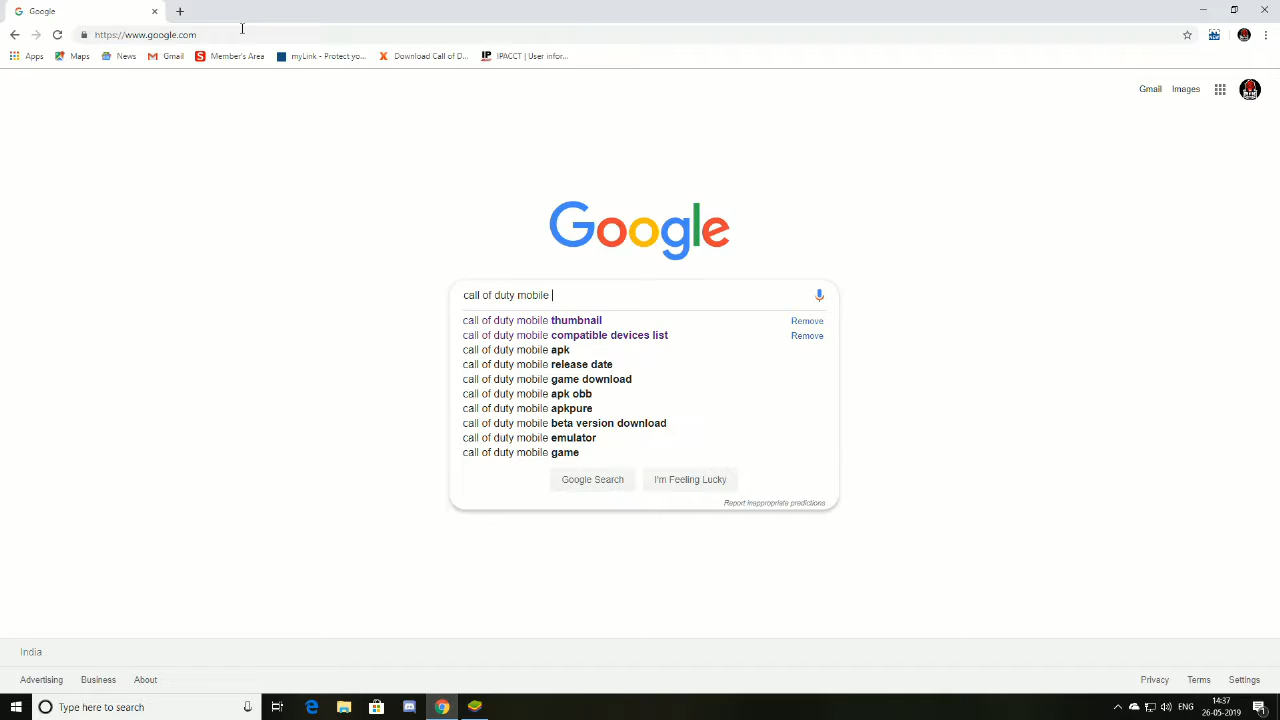 Google
https://www.google.com
Apps Maps News Gmail Member's Area myLink - Protect yo... Download Call of D... IPACCT | User infor...
Gmail Images
Google
call of duty mobile
call of duty mobile thumbnail Remove
call of duty mobile compatible devices list Remove
call of duty mobile apk
call of duty mobile release date
call of duty mobile game download
call of duty mobile apk obb
call of duty mobile apkpure
call of duty mobile beta version download
call of duty mobile emulator
call of duty mobile game
Google Search I'm Feeling Lucky
Report inappropriate predictions
India
Advertising Business About Privacy Terms Settings
Type here to search ENG 14:37
26-05-2019